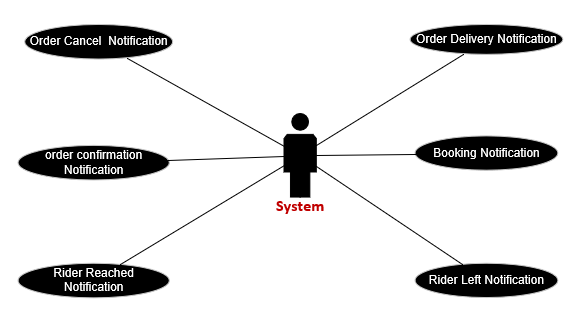 Order Cancel  Notification
Order Delivery Notification
order confirmation
Notification
Booking Notification
System
Rider Reached
Notification
Rider Left Notification